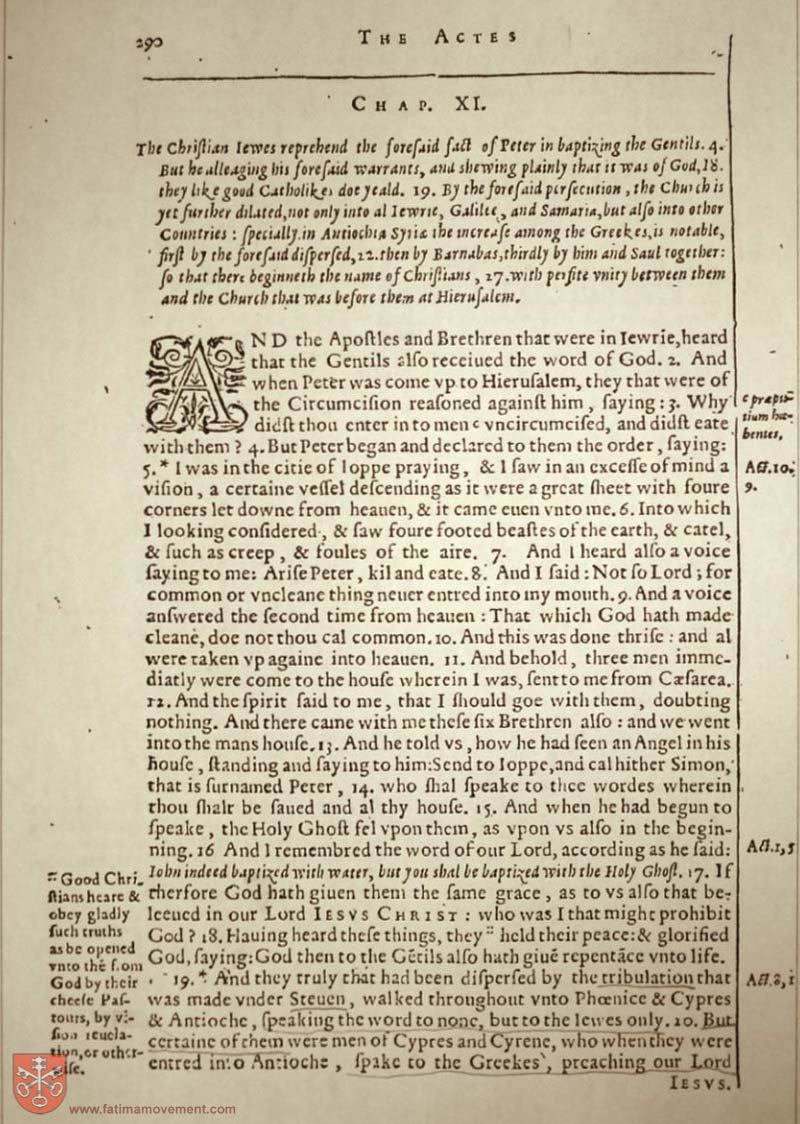 290 THE ACTES
CHAP. XI.
The Chriſtian Iewes reprehend the foreſaid fact of Peter in baptizing the Gentils. 4.
But he alleaging his foreſaid warrants, and shewing plainly that it was of God, 18.
they like good Catholikes doe yeald. 19. By the foreſaid perſecution, the Church is
yet further dilated, not only into al Iewrie, Galilee, and Samaria, but alſo into other
Countries: ſpecially in Antiochia Syria the increaſe among the Greekes, is notable,
firſt by the foreſaid diſperſed, 22. then by Barnabas, thirdly by him and Saul together:
ſo that there beginneth the name of Chriſtians, 27. with perfite vnity between them
and the Church that was before them at Hieruſalem.
AND the Apoſtles and Brethren that were in Iewrie, heard
that the Gentils alſo receiued the word of God. 2. And
when Peter was come vp to Hieruſalem, they that were of
the Circumciſion reaſoned againſt him, ſaying: 3. Why
didſt thou enter in to men c vncircumciſed, and didſt eate
with them? 4. But Peter began and declared to them the order, ſaying:
5. * I was in the citie of Ioppe praying, & I ſaw in an exceſſe of mind a
viſion, a certaine veſſel deſcending as it were a great ſheet with foure
corners let downe from heauen, & it came euen vnto me. 6. Into which
I looking conſidered, & ſaw foure footed beaſtes of the earth, & catel,
& ſuch as creep, & foules of the aire. 7. And I heard alſo a voice
ſaying to me: Ariſe Peter, kil and eate. 8. And I ſaid: Not ſo Lord; for
common or vncleane thing neuer entred into my mouth. 9. And a voice
anſwered the ſecond time from heauen: That which God hath made
cleane, doe not thou cal common. 10. And this was done thriſe: and al
were taken vp againe into heauen. 11. And behold, three men imme-
diatly were come to the houſe wherein I was, ſent to me from Cæſarea.
12. And the ſpirit ſaid to me, that I ſhould goe with them, doubting
nothing. And there came with me theſe ſix Brethren alſo: and we went
into the mans houſe. 13. And he told vs, how he had ſeen an Angel in his
houſe, ſtanding and ſaying to him: Send to Ioppe, and cal hither Simon,
that is ſurnamed Peter, 14. who ſhal ſpeake to thee wordes wherein
thou ſhalt be ſaued and al thy houſe. 15. And when he had begun to
ſpeake, the Holy Ghoſt fel vpon them, as vpon vs alſo in the begin-
ning. 16 And I remembred the word of our Lord, according as he ſaid:
Iohn indeed baptized with water, but you shal be baptized with the Holy Ghoſt. 17. If
therfore God hath giuen them the ſame grace, as to vs alſo that be-
leeued in our Lord IESVS CHRIST: who was I that might prohibit
God? 18. Hauing heard theſe things, they :: held their peace: & glorified
God, ſaying: God then to the Gẽtils alſo hath giuẽ repentãce vnto life.
19. * And they truly that had been diſperſed by the tribulation that
was made vnder Steuen, walked throughout vnto Phœnice & Cypres
& Antioche, ſpeaking the word to none, but to the Iewes only. 20. But
certaine of them were men of Cypres and Cyrene, who when they were
entred into Antioche, ſpake to the Greekes, preaching our Lord
IESVS.
c præpu-
tium ha-
bentes.
Act. 10.
9.
Act. 1, 5
Act. 8, 1
:: Good Chri-
ſtians heare &
obey gladly
ſuch truths
as be opened
vnto thẽ from
God by their
cheefe Paſ-
tours, by vi-
ſion reuela-
tion, or other-
wiſe.
www.fatimamovement.com